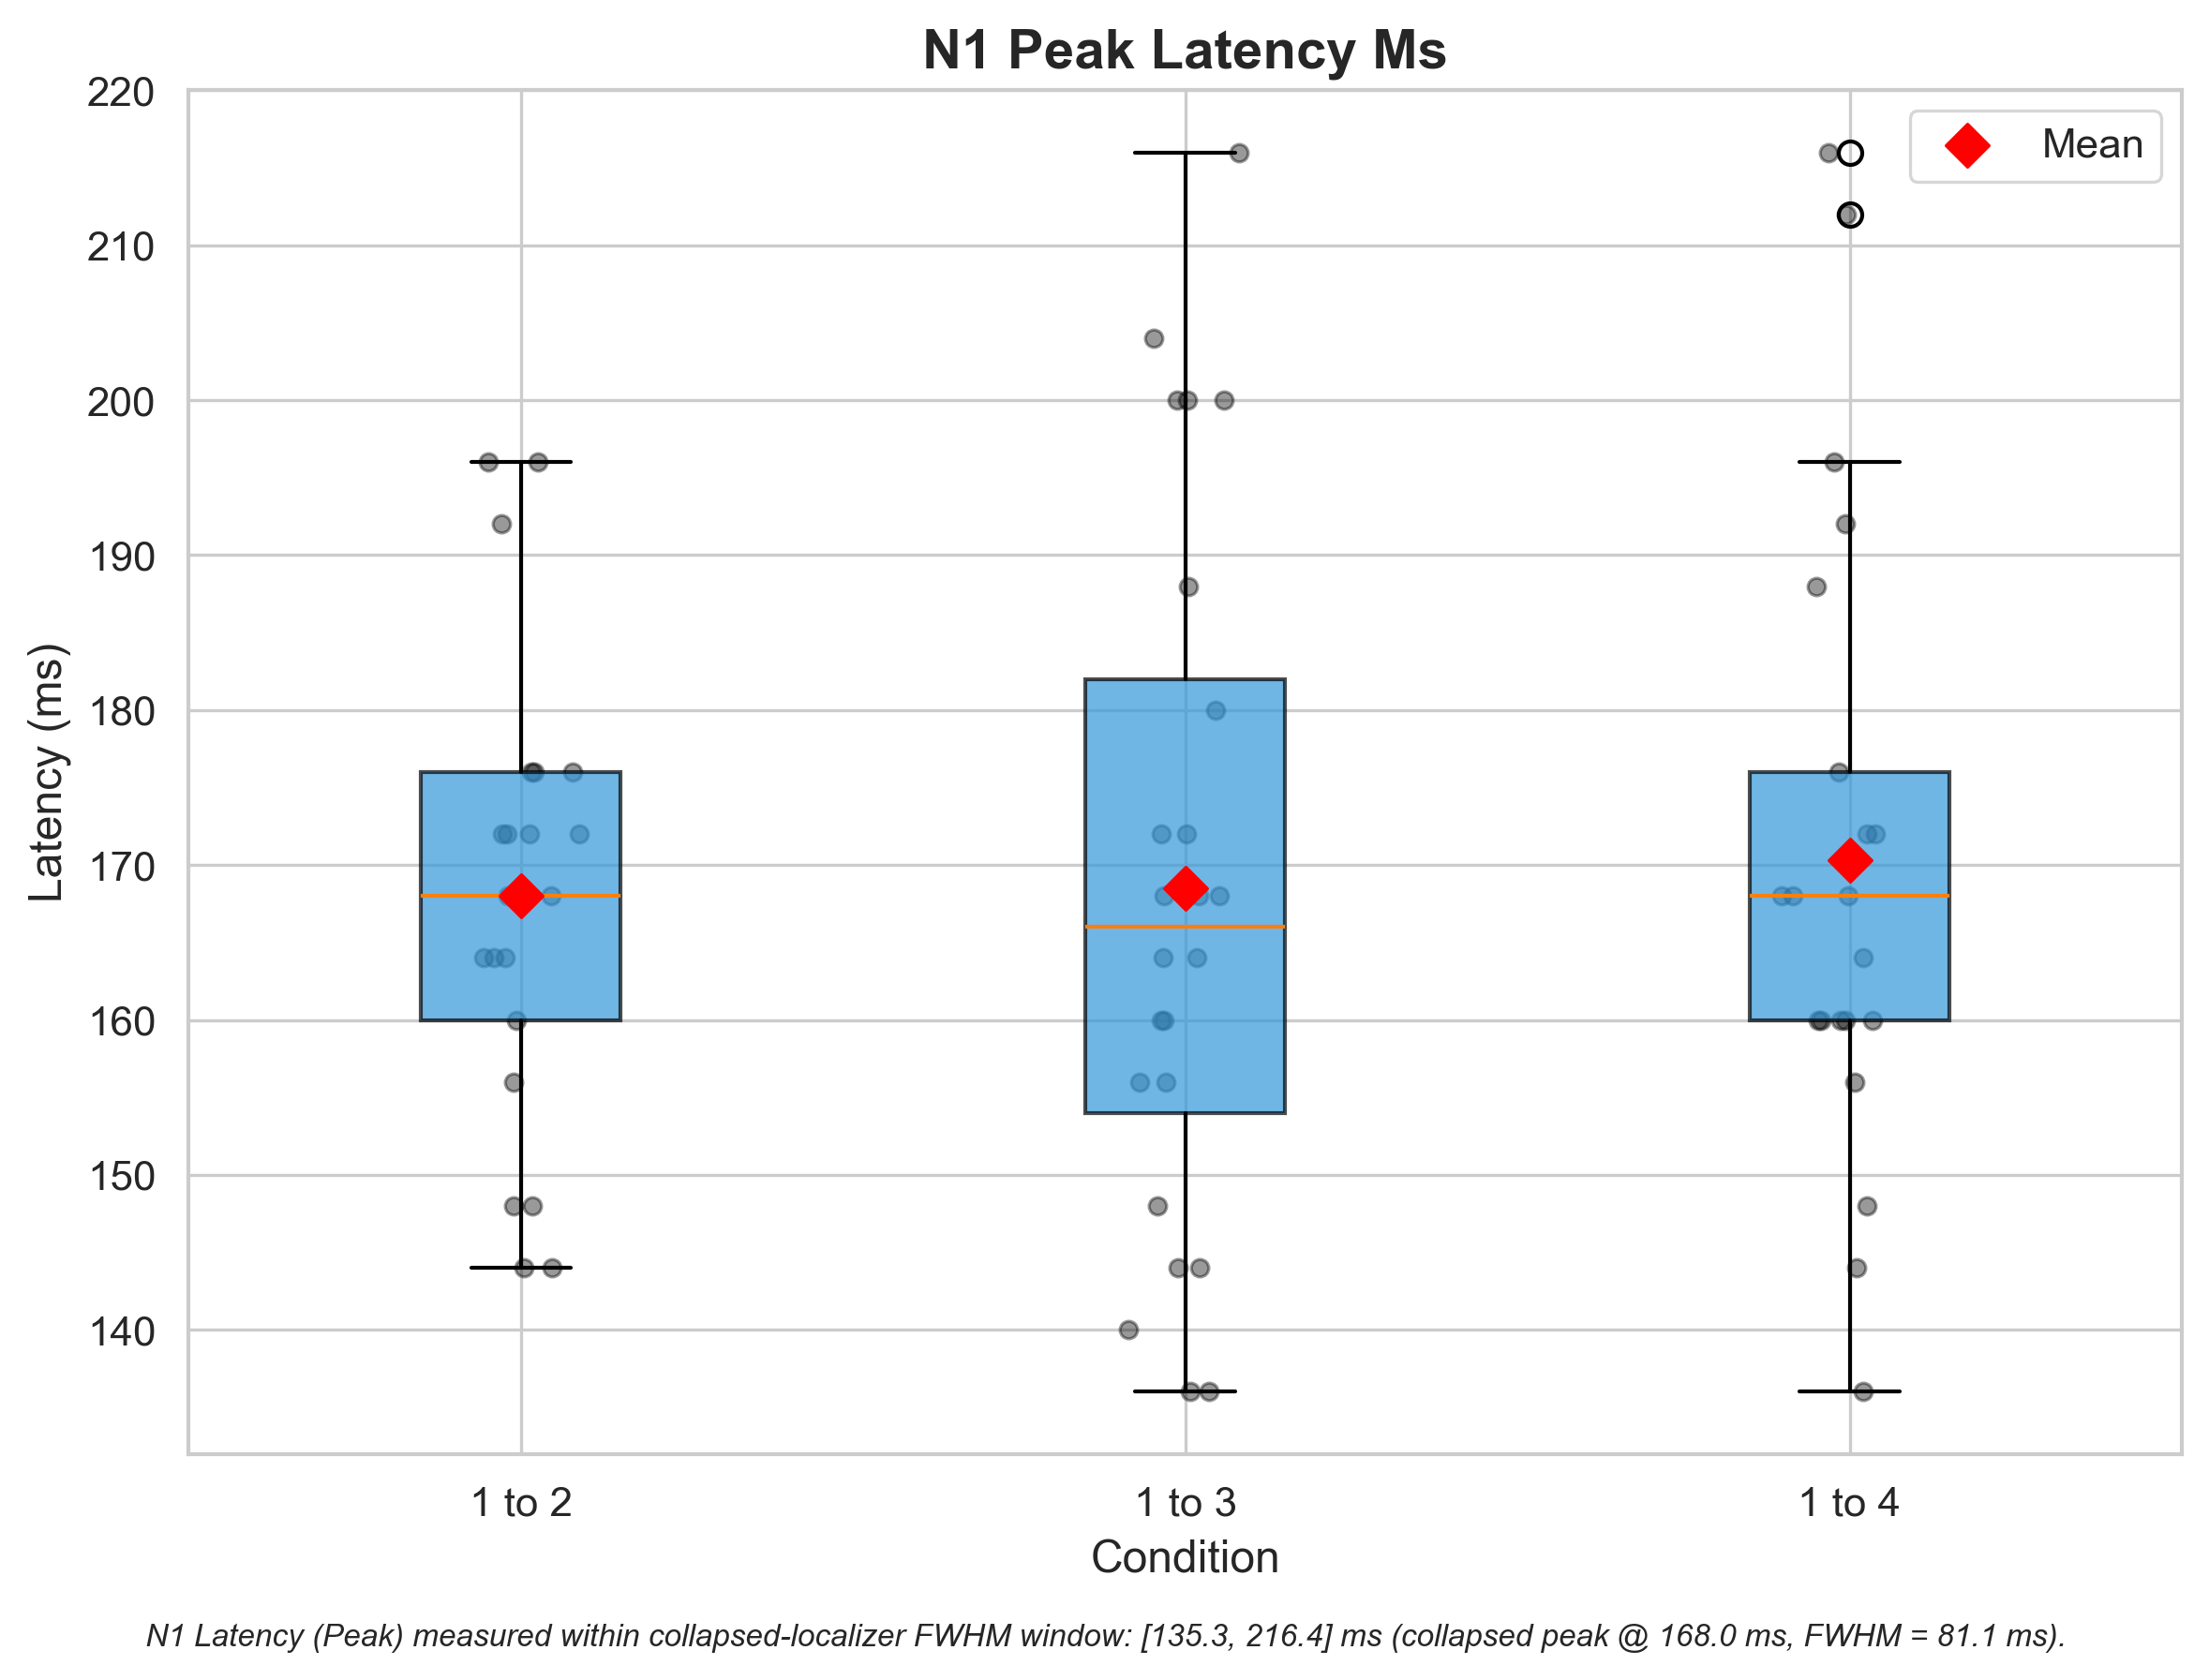 N1 Peak Latency Ms
Mean
Latency (ms)
220
210
200
190
180
170
160
150
140
1 to 2
1 to 3
1 to 4
Condition
N1 Latency (Peak) measured within collapsed-localizer FWHM window: [135.3, 216.4] ms (collapsed peak @ 168.0 ms, FWHM = 81.1 ms).